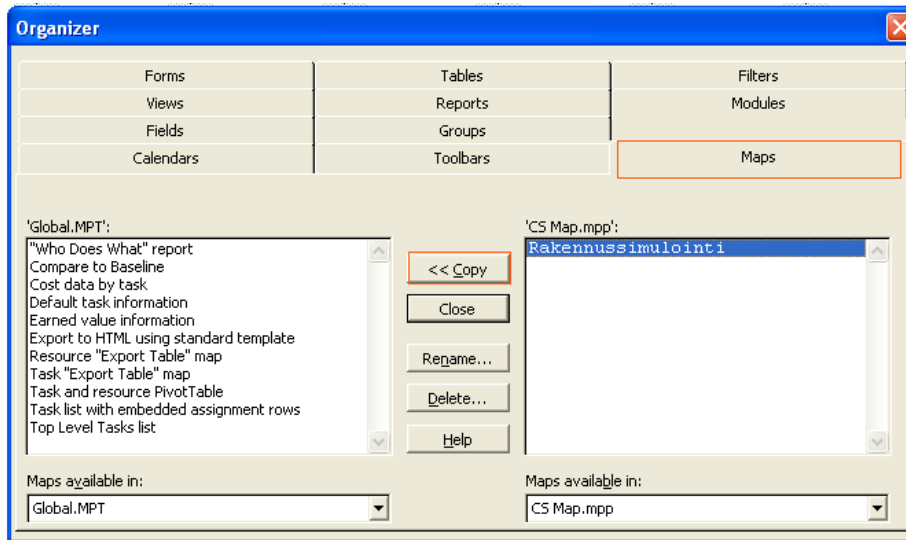 Organizer
Forms
Tables
Filters
Views
Reports
Modules
Fields
Groups
Calendars
Toolbars
Maps
'Global.MPT':
"Who Does What" report
Compare to Baseline
Cost data by task
Default task information
Earned value information
Export to HTML using standard template
Resource "Export Table" map
Task "Export Table" map
Task and resource PivotTable
Task list with embedded assignment rows
Top Level Tasks list
<< Copy
Close
Rename...
Delete...
Help
'CS Map.mpp':
Rakennussimulointi
Maps available in:
Global.MPT
Maps available in:
CS Map.mpp